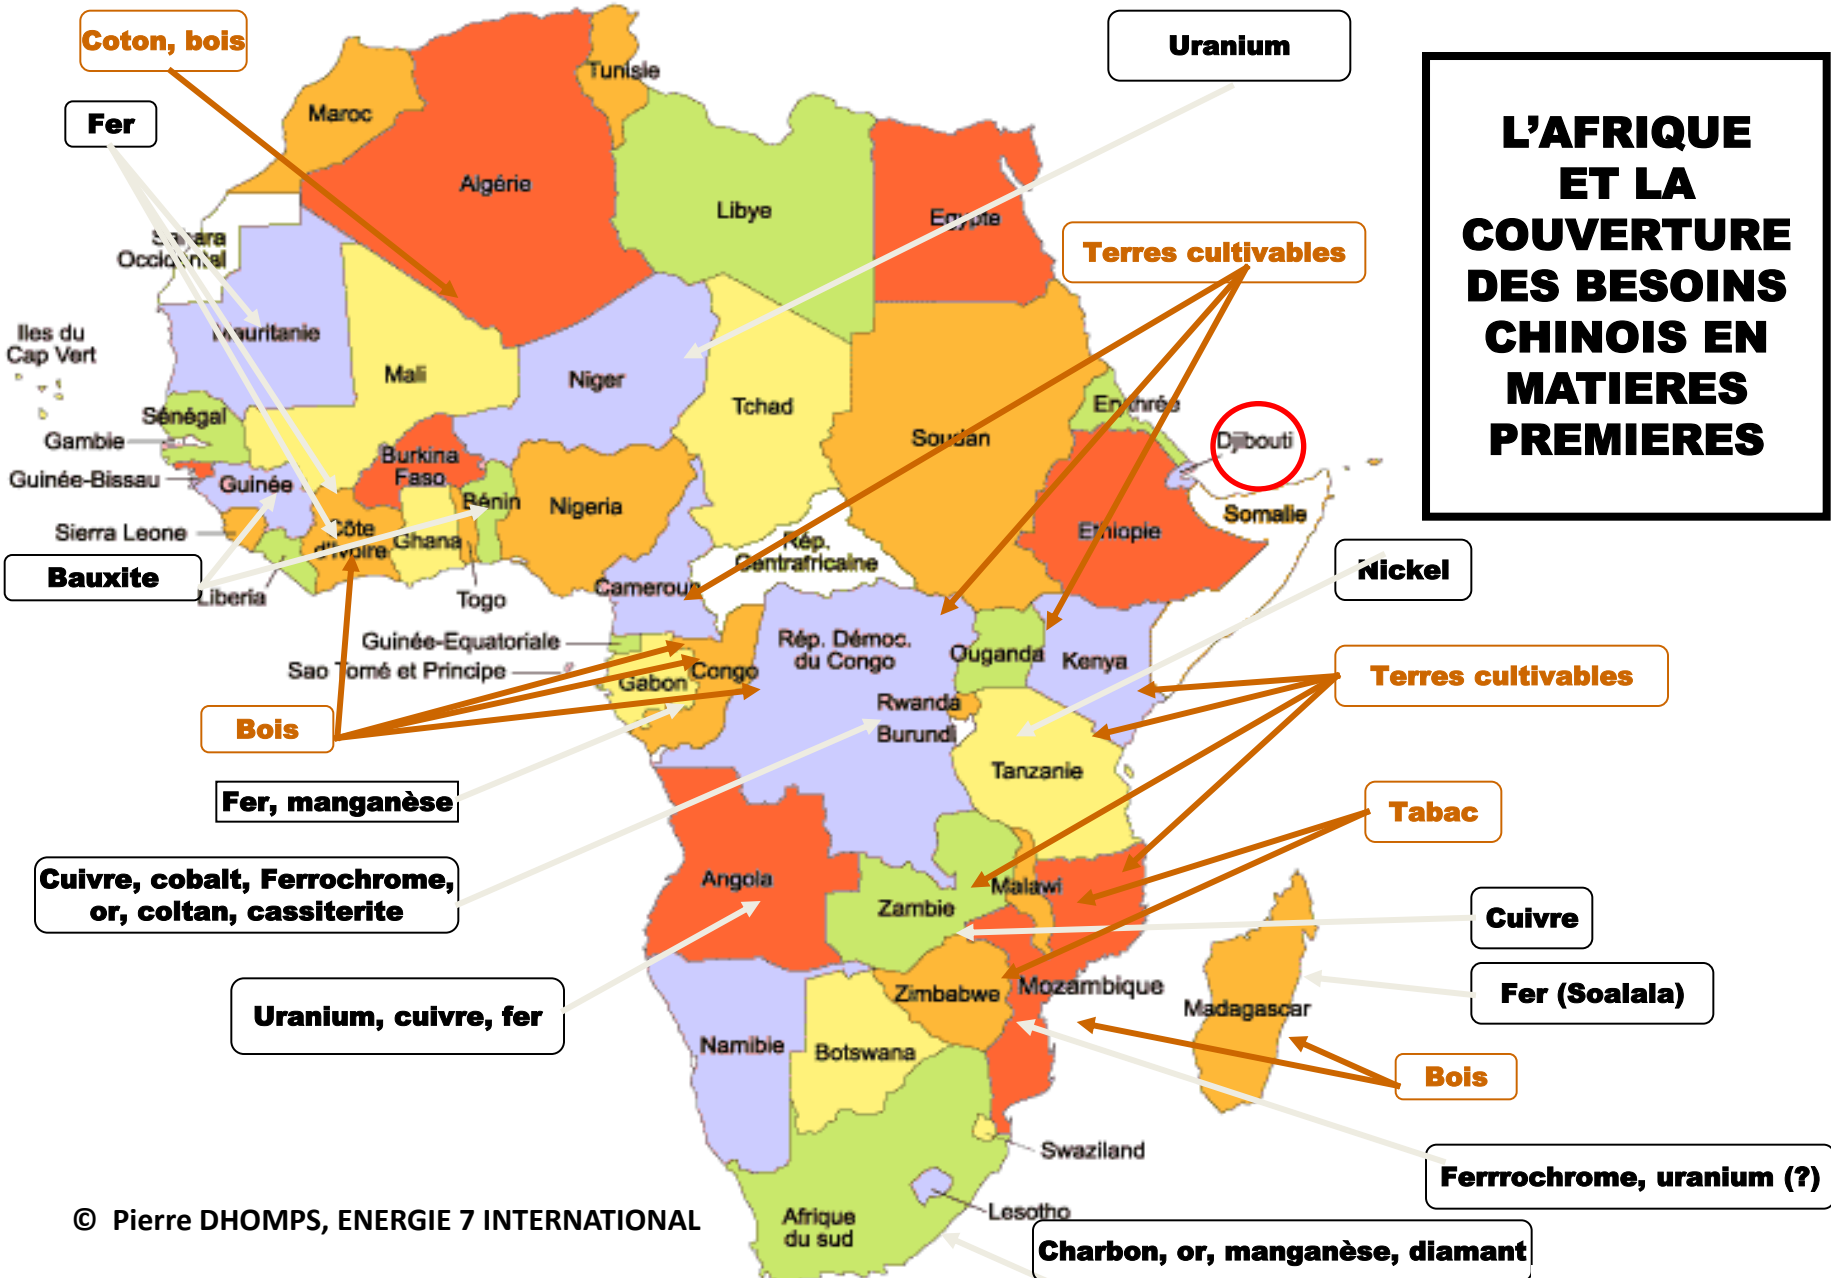 Coton, bois
Uranium
L’AFRIQUE
ET LA
COUVERTURE
DES BESOINS
CHINOIS EN
MATIERES
PREMIERES
Fer
Tunisie
Maroc
Algérie
Libye
Egypte
Terres cultivables
Sahara
Occidental
Iles du
Cap Vert
Mauritanie
Mali
Niger
Tchad
Soudan
Erythrée
Djibouti
Sénégal
Gambie
Guinée-Bissau
Guinée
Burkina
Faso
Bénin
Nigeria
Somalie
Sierra Leone
Côte
d'Ivoire
Ghana
Rép.
Centrafricaine
Ethiopie
Bauxite
Liberia
Togo
Cameroun
Nickel
Guinée-Equatoriale
Sao Tomé et Principe
Gabon
Congo
Rép. Démoc.
du Congo
Ouganda
Kenya
Terres cultivables
Rwanda
Burundi
Bois
Tanzanie
Fer, manganèse
Tabac
Cuivre, cobalt, Ferrochrome,
or, coltan, cassiterite
Angola
Zambie
Malawi
Cuivre
Uranium, cuivre, fer
Zimbabwe
Mozambique
Madagascar
Fer (Soalala)
Namibie
Botswana
Bois
Swaziland
Ferrrochrome, uranium (?)
Lesotho
Afrique
du sud
© Pierre DHOMPS, ENERGIE 7 INTERNATIONAL
Charbon, or, manganèse, diamant